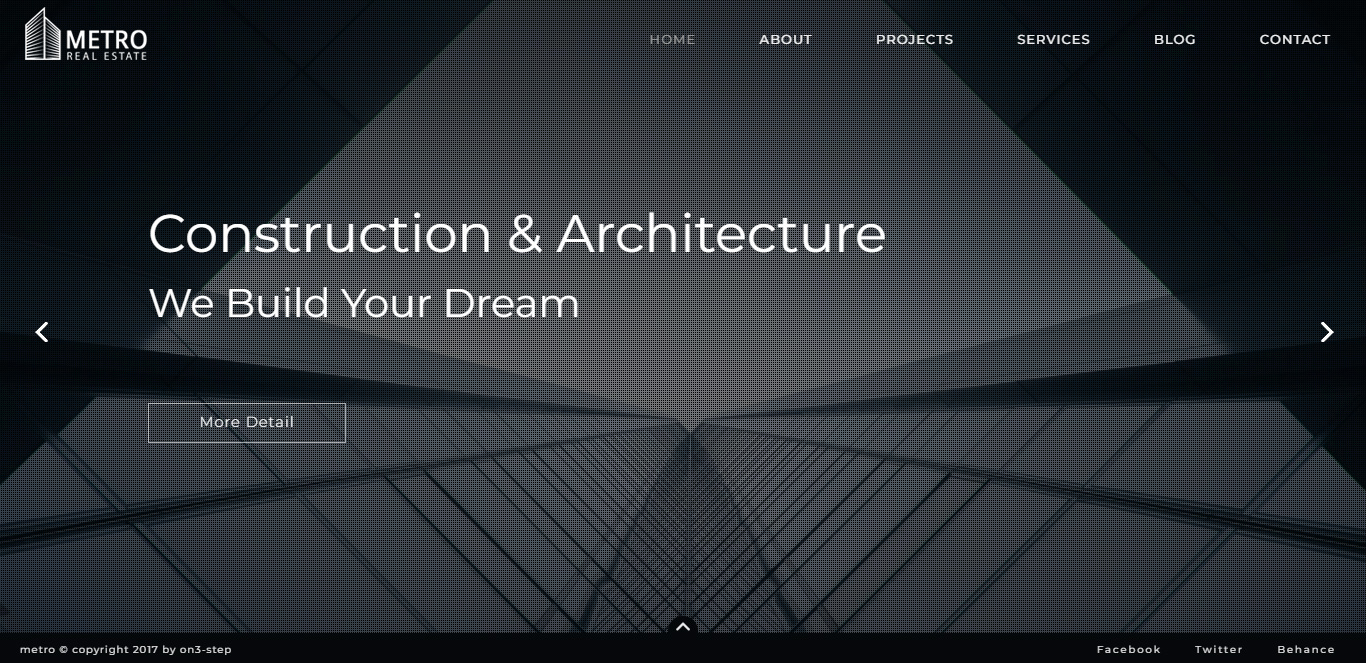 METRO
REAL ESTATE
HOME ABOUT PROJECTS SERVICES BLOG CONTACT
Construction & Architecture
We Build Your Dream
More Detail
metro © copyright 2017 by on3-step Facebook Twitter Behance